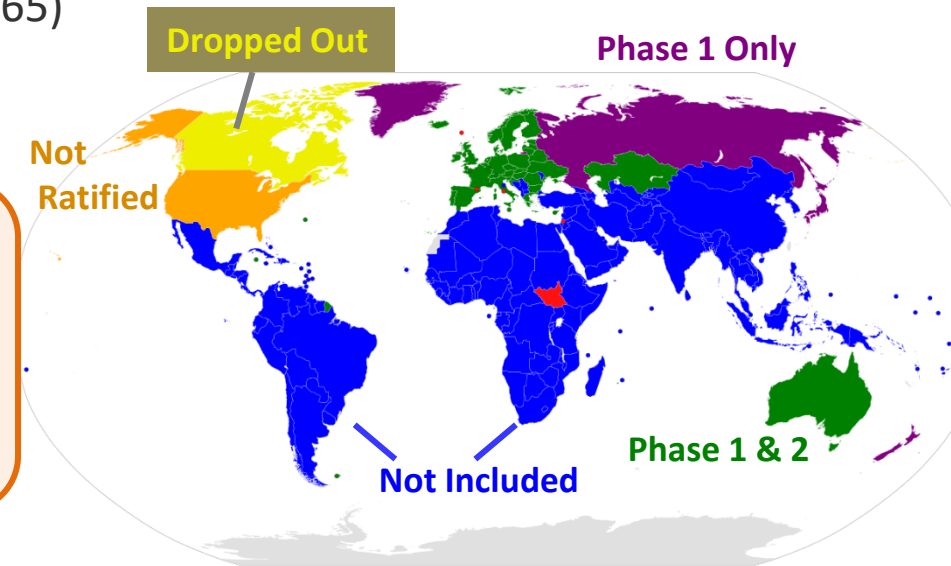 65)
Dropped Out
Phase 1 Only
Not
Ratified
Phase 1 & 2
Not Included